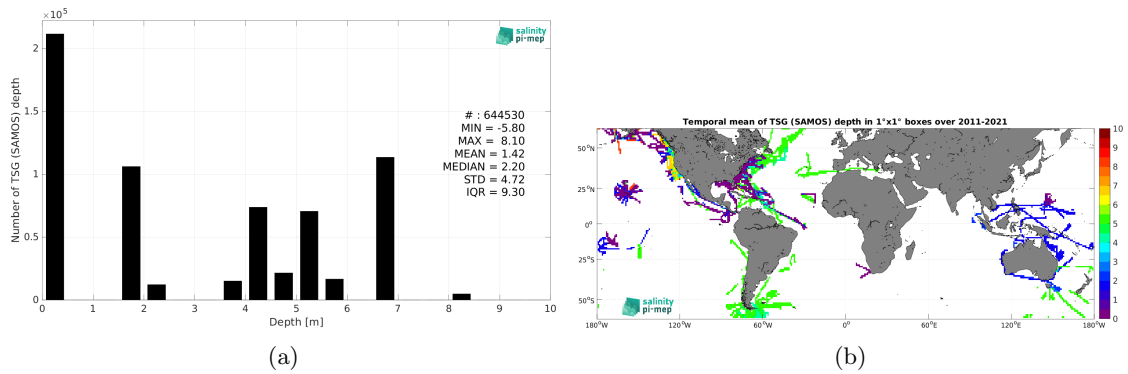 ×10⁵
2
1.5
1
0.5
0
Number of TSG (SAMOS) depth
salinity
pi-mep
# : 644530
MIN = -5.80
MAX = 8.10
MEAN = 1.42
MEDIAN = 2.20
STD = 4.72
IQR = 9.30
0 1 2 3 4 5 6 7 8 9 10
Depth [m]
(a)
Temporal mean of TSG (SAMOS) depth in 1°x1° boxes over 2011-2021
50°N
25°N
0°
25°S
50°S
salinity
pi-mep
180°W 120°W 60°W 0° 60°E 120°E 180°W
10
9
8
7
6
5
4
3
2
1
0
(b)